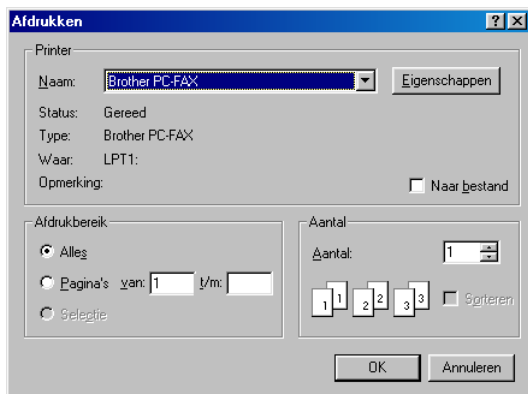 Afdrukken
Printer
Naam: Brother PC-FAX Eigenschappen
Status: Gereed
Type: Brother PC-FAX
Waar: LPT1:
Opmerking: Naar bestand
Afdrukbereik
Alles
Pagina's van: 1 t/m:
Selectie
Aantal
Aantal: 1
1 1 2 2 3 3 Sorteren
OK Annuleren